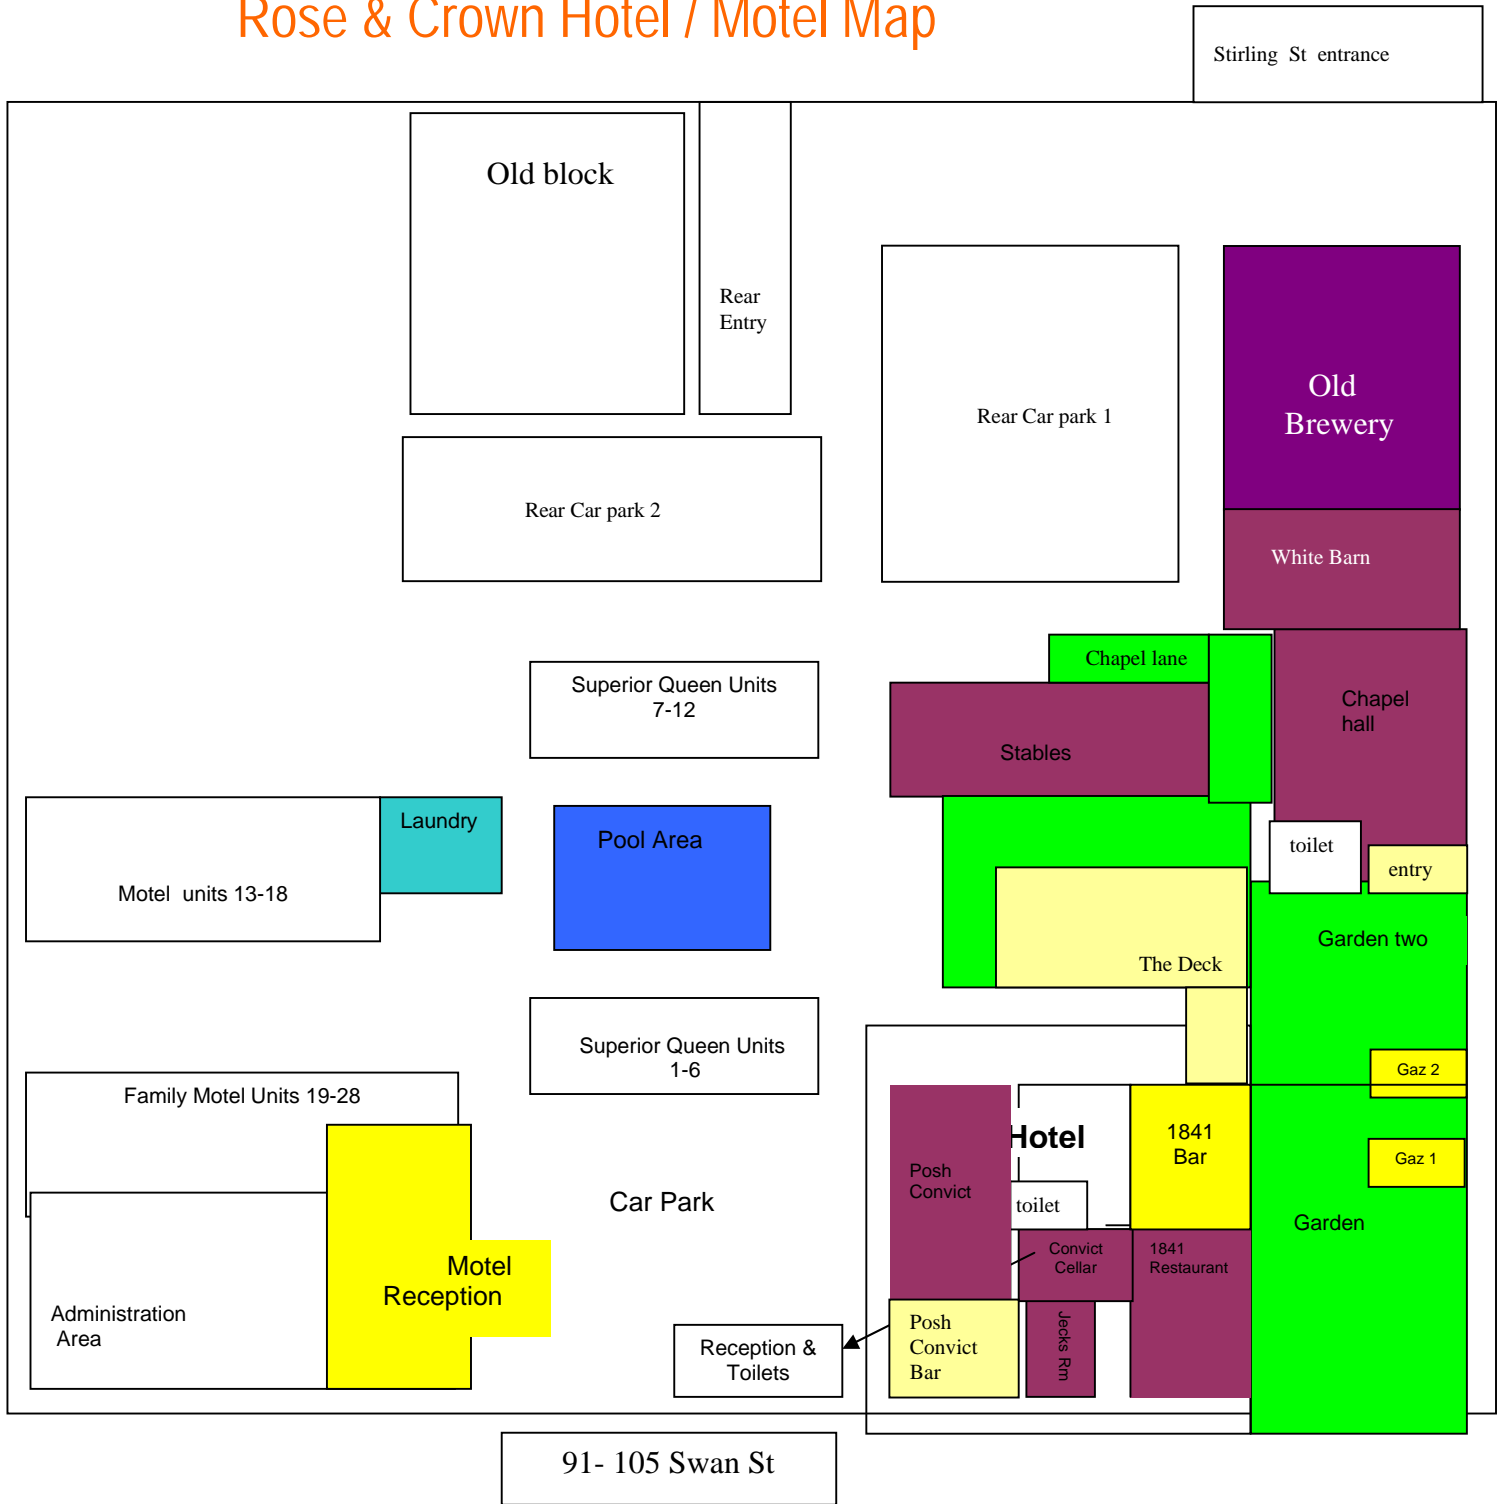 Rose & Crown Hotel / Motel Map
Stirling St entrance
Old block
Rear
Entry
Rear Car park 1
Old
Brewery
Rear Car park 2
White Barn
Chapel lane
Superior Queen Units
7-12
Chapel
hall
Stables
Laundry
Pool Area
toilet
entry
Motel units 13-18
Garden two
The Deck
Superior Queen Units
1-6
Gaz 2
Family Motel Units 19-28
Hotel
1841
Bar
Gaz 1
Posh
Convict
Car Park
toilet
Garden
Convict
Cellar
1841
Restaurant
Motel
Reception
Administration
Area
Reception &
Toilets
Posh
Convict
Bar
Jecks Rm
91- 105 Swan St